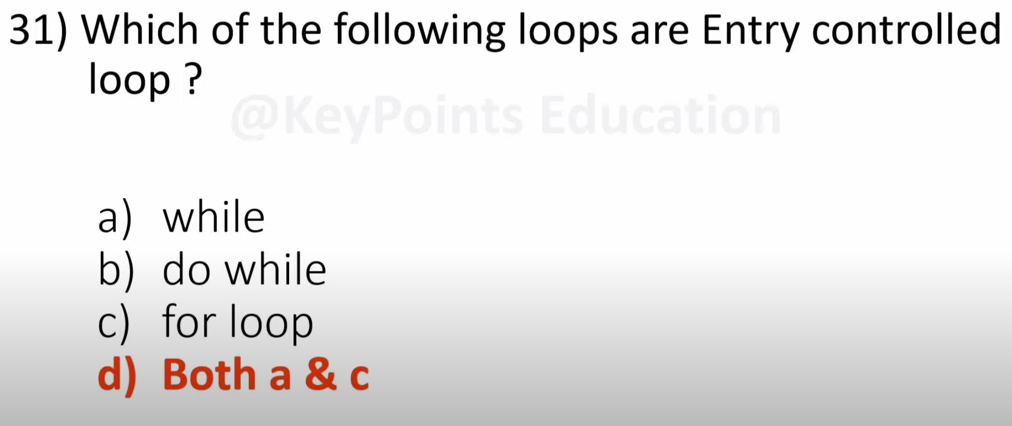 31) Which of the following loops are Entry controlled
loop ?
@KeyPoints Education
a) while
b) do while
c) for loop
d) Both a & c